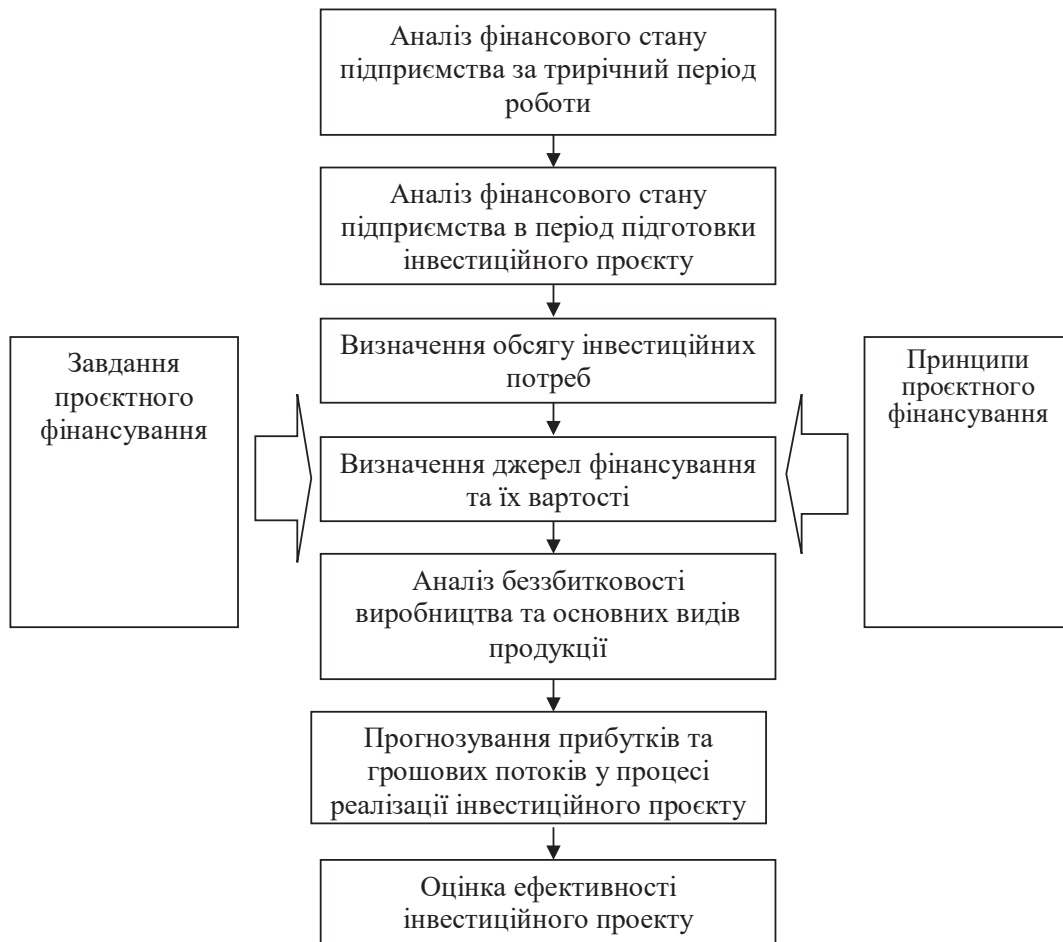 Аналіз фінансового стану
підприємства за трирічний період
роботи
Аналіз фінансового стану
підприємства в період підготовки
інвестиційного проєкту
Визначення обсягу інвестиційних
потреб
Завдання
проєктного
фінансування
Принципи
проєктного
фінансування
Визначення джерел фінансування
та їх вартості
Аналіз беззбитковості
виробництва та основних видів
продукції
Прогнозування прибутків та
грошових потоків у процесі
реалізації інвестиційного проєкту
Оцінка ефективності
інвестиційного проекту